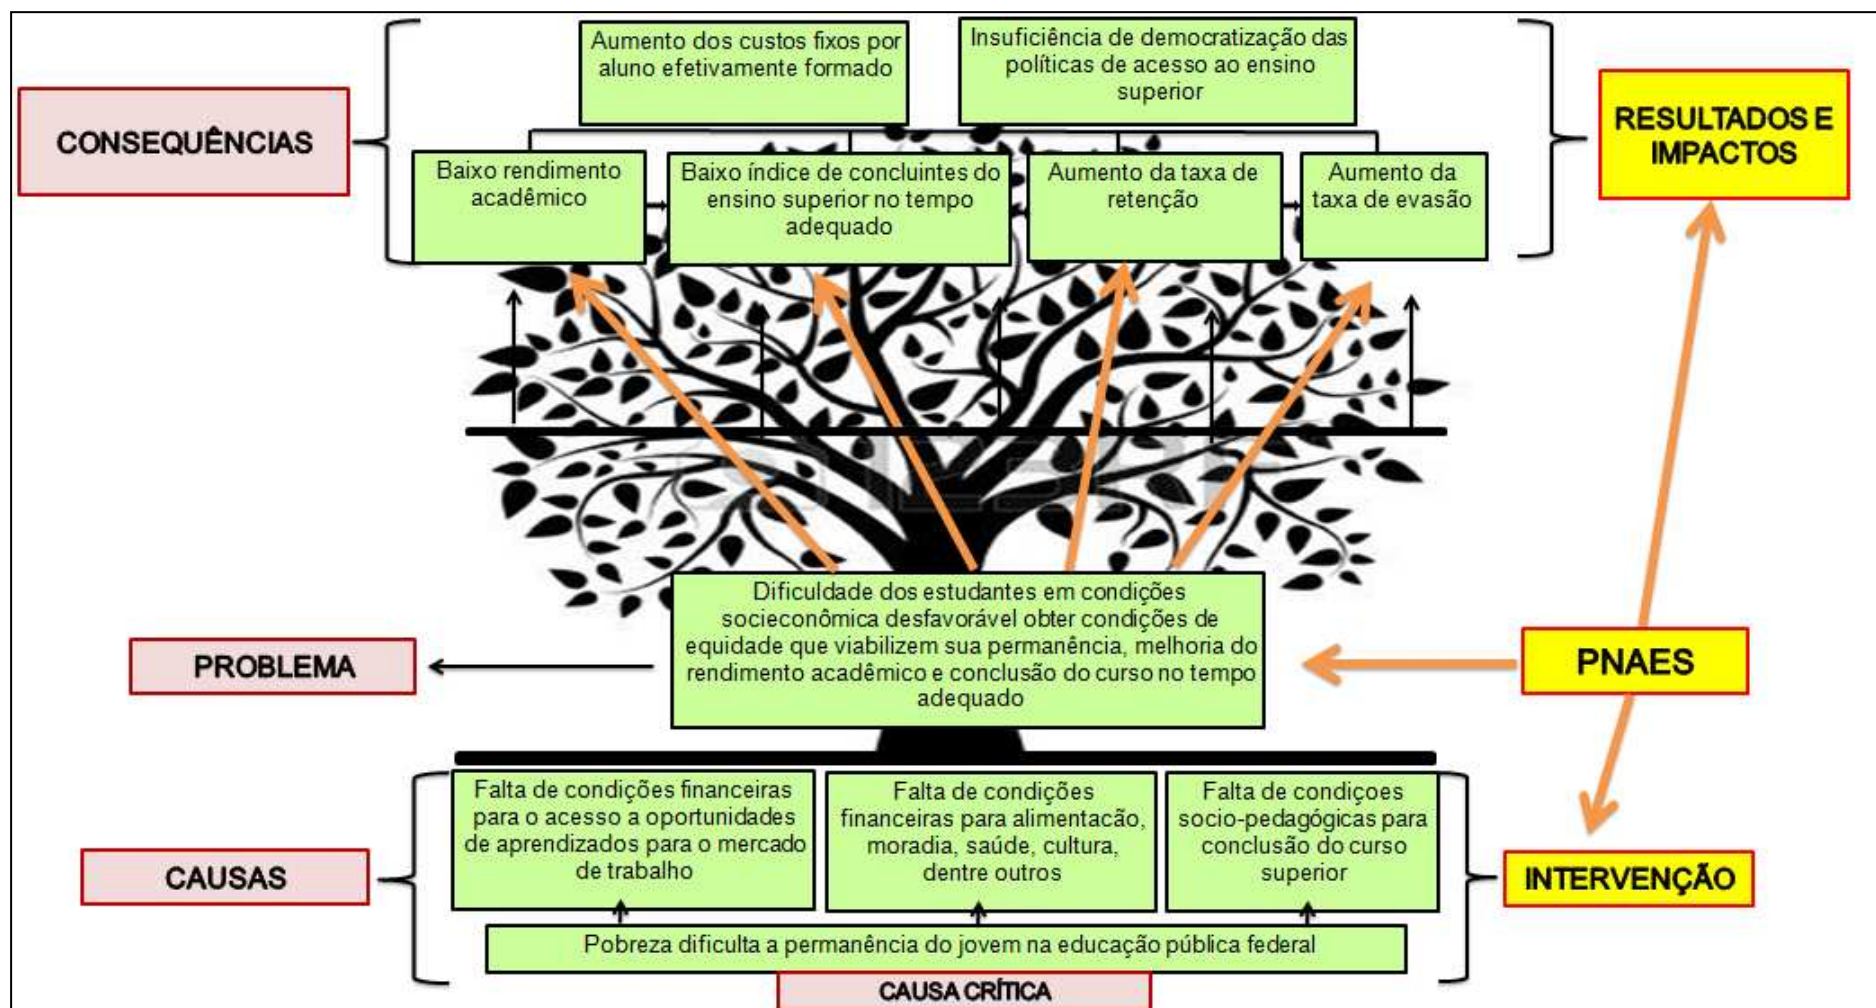 Aumento dos custos fixos por
aluno efetivamente formado
Insuficiência de democratização das
políticas de acesso ao ensino
superior
CONSEQUÊNCIAS
RESULTADOS E
IMPACTOS
Baixo rendimento
acadêmico
Baixo índice de concluintes do
ensino superior no tempo
adequado
Aumento da taxa de
retenção
Aumento da
taxa de evasão
Dificuldade dos estudantes em condições
socieconômica desfavorável obter condições de
equidade que viabilizem sua permanência, melhoria do
rendimento acadêmico e conclusão do curso no tempo
adequado
PROBLEMA
PNAES
Falta de condições financeiras
para o acesso a oportunidades
de aprendizados para o mercado
de trabalho
Falta de condições
financeiras para alimentacão,
moradia, saúde, cultura,
dentre outros
Falta de condiçoes
socio-pedagógicas para
conclusão do curso
superior
CAUSAS
INTERVENÇÃO
Pobreza dificulta a permanência do jovem na educação pública federal
CAUSA CRÍTICA